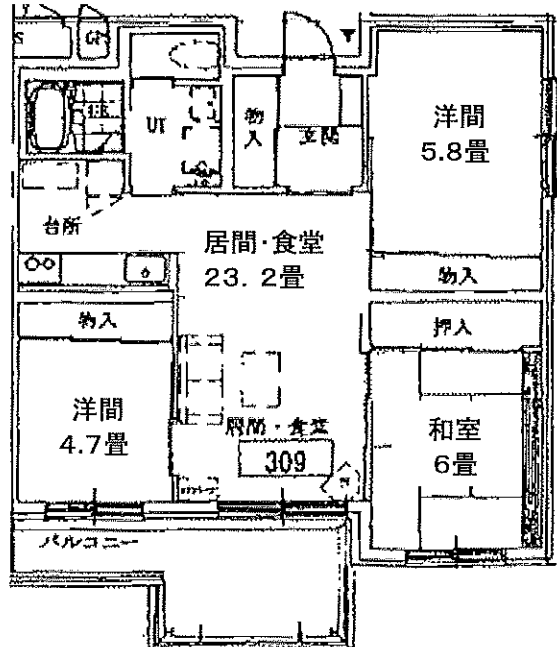 UT
物
入
玄関
洋間
5.8畳
台所
居間・食堂
23. 2畳
物入
物入
押入
洋間
4.7畳
居間・食堂
309
和室
6畳
バルコニー